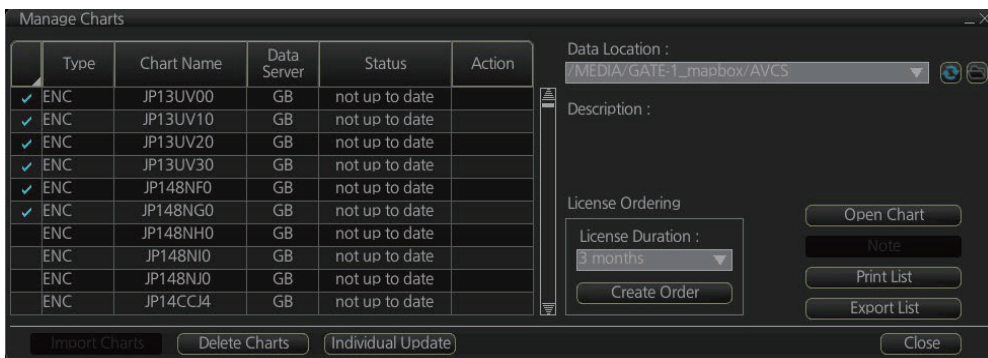 Manage Charts
Type Chart Name Data Server Status Action
ENC JP13UV00 GB not up to date
ENC JP13UV10 GB not up to date
ENC JP13UV20 GB not up to date
ENC JP13UV30 GB not up to date
ENC JP148NF0 GB not up to date
ENC JP148NG0 GB not up to date
ENC JP148NH0 GB not up to date
ENC JP148NI0 GB not up to date
ENC JP148NJ0 GB not up to date
ENC JP14CCJ4 GB not up to date
Data Location :
/MEDIA/GATE-1_mapbox/AVCS
Description :
License Ordering
License Duration :
3 months
Create Order
Open Chart
Note
Print List
Export List
Import Charts Delete Charts Individual Update Close